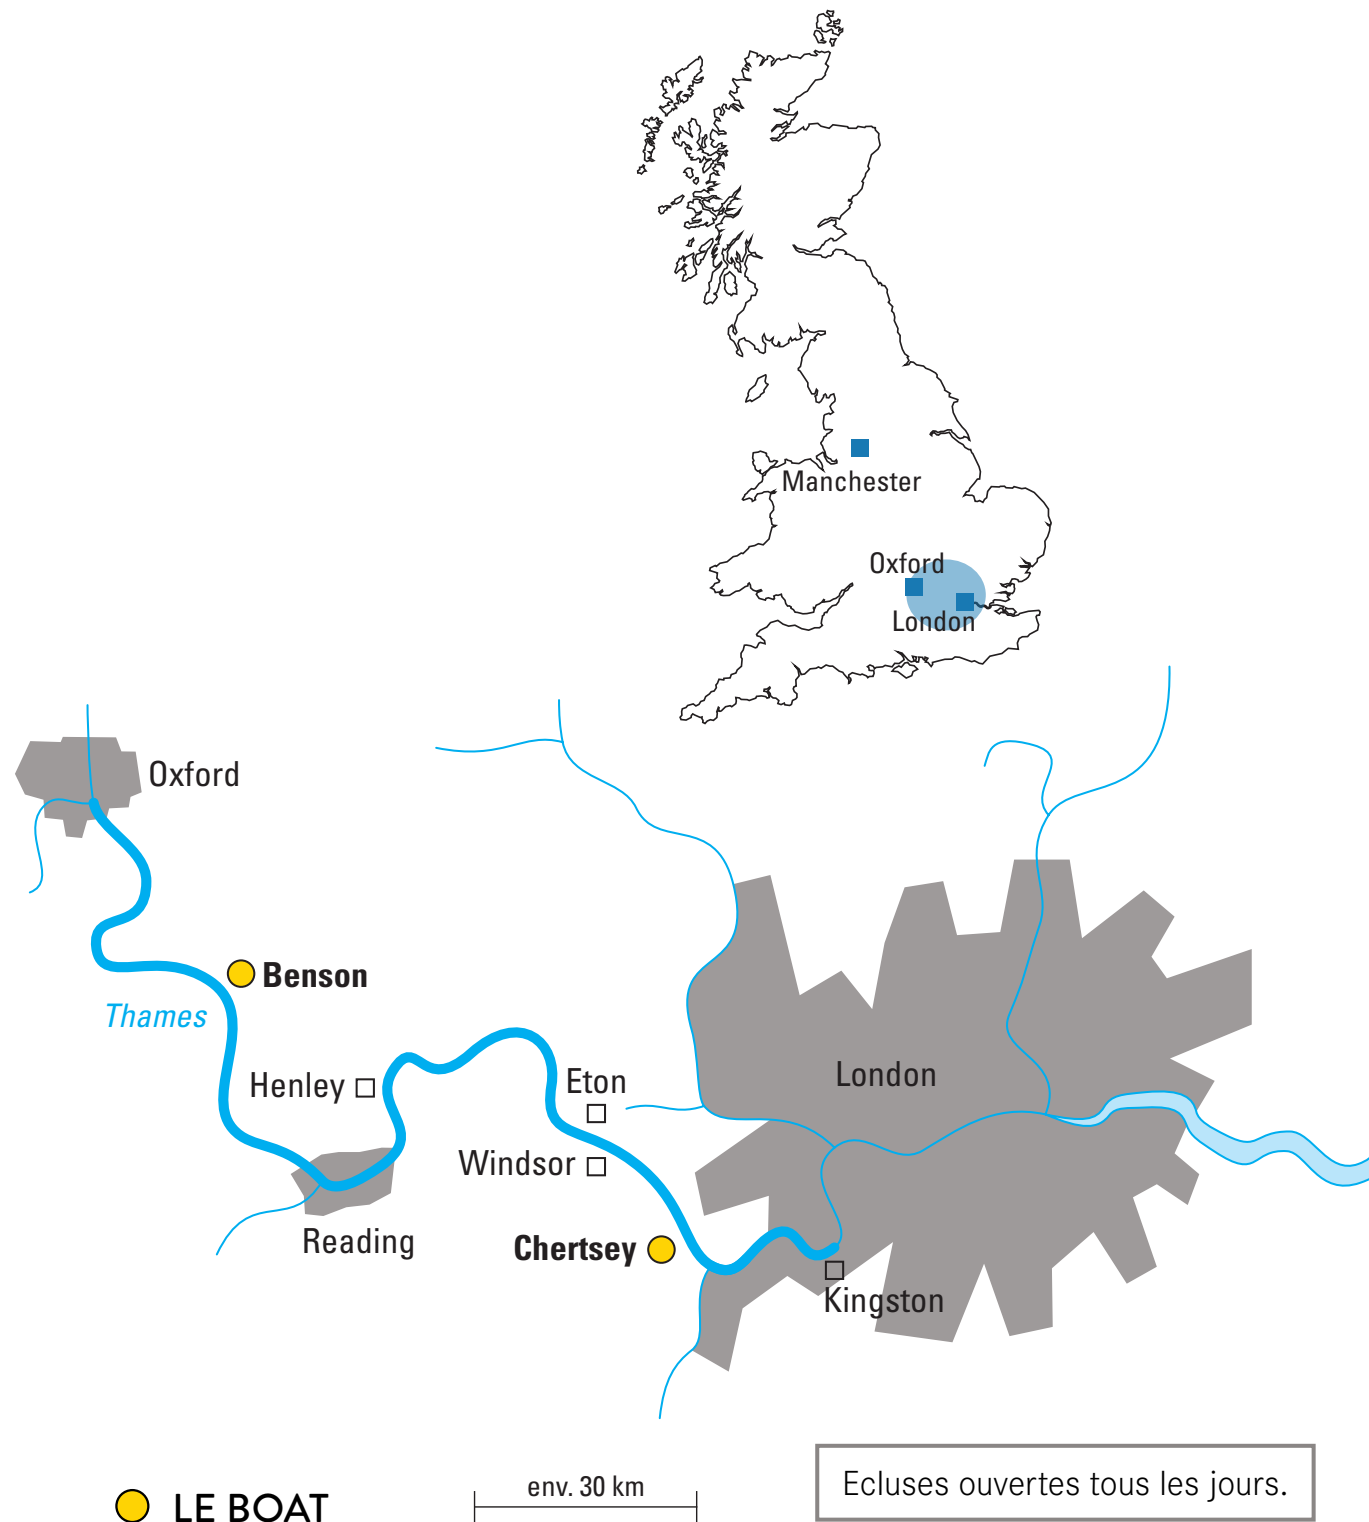 Manchester
Oxford
London
Oxford
Benson
Thames
Henley
Eton
London
Windsor
Reading
Chertsey
Kingston
LE BOAT
env. 30 km
Ecluses ouvertes tous les jours.